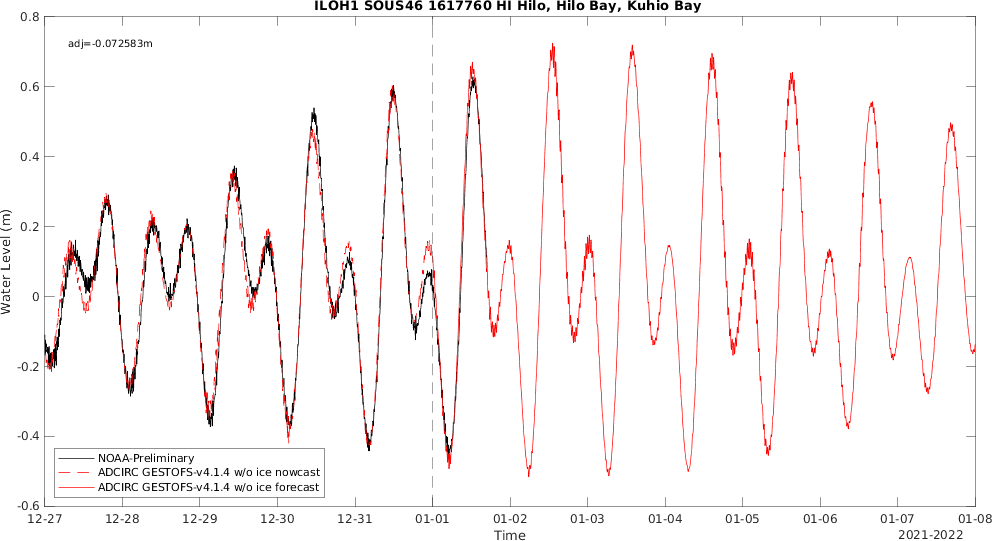 ILOH1 SOUS46 1617760 HI Hilo, Hilo Bay, Kuhio Bay
adj=-0.072583m
0.8
0.6
0.4
0.2
0
-0.2
-0.4
-0.6
Water Level (m)
NOAA-Preliminary
ADCIRC GESTOFS-v4.1.4 w/o ice nowcast
ADCIRC GESTOFS-v4.1.4 w/o ice forecast
12-27 12-28 12-29 12-30 12-31 01-01 01-02 01-03 01-04 01-05 01-06 01-07 01-08
Time
2021-2022